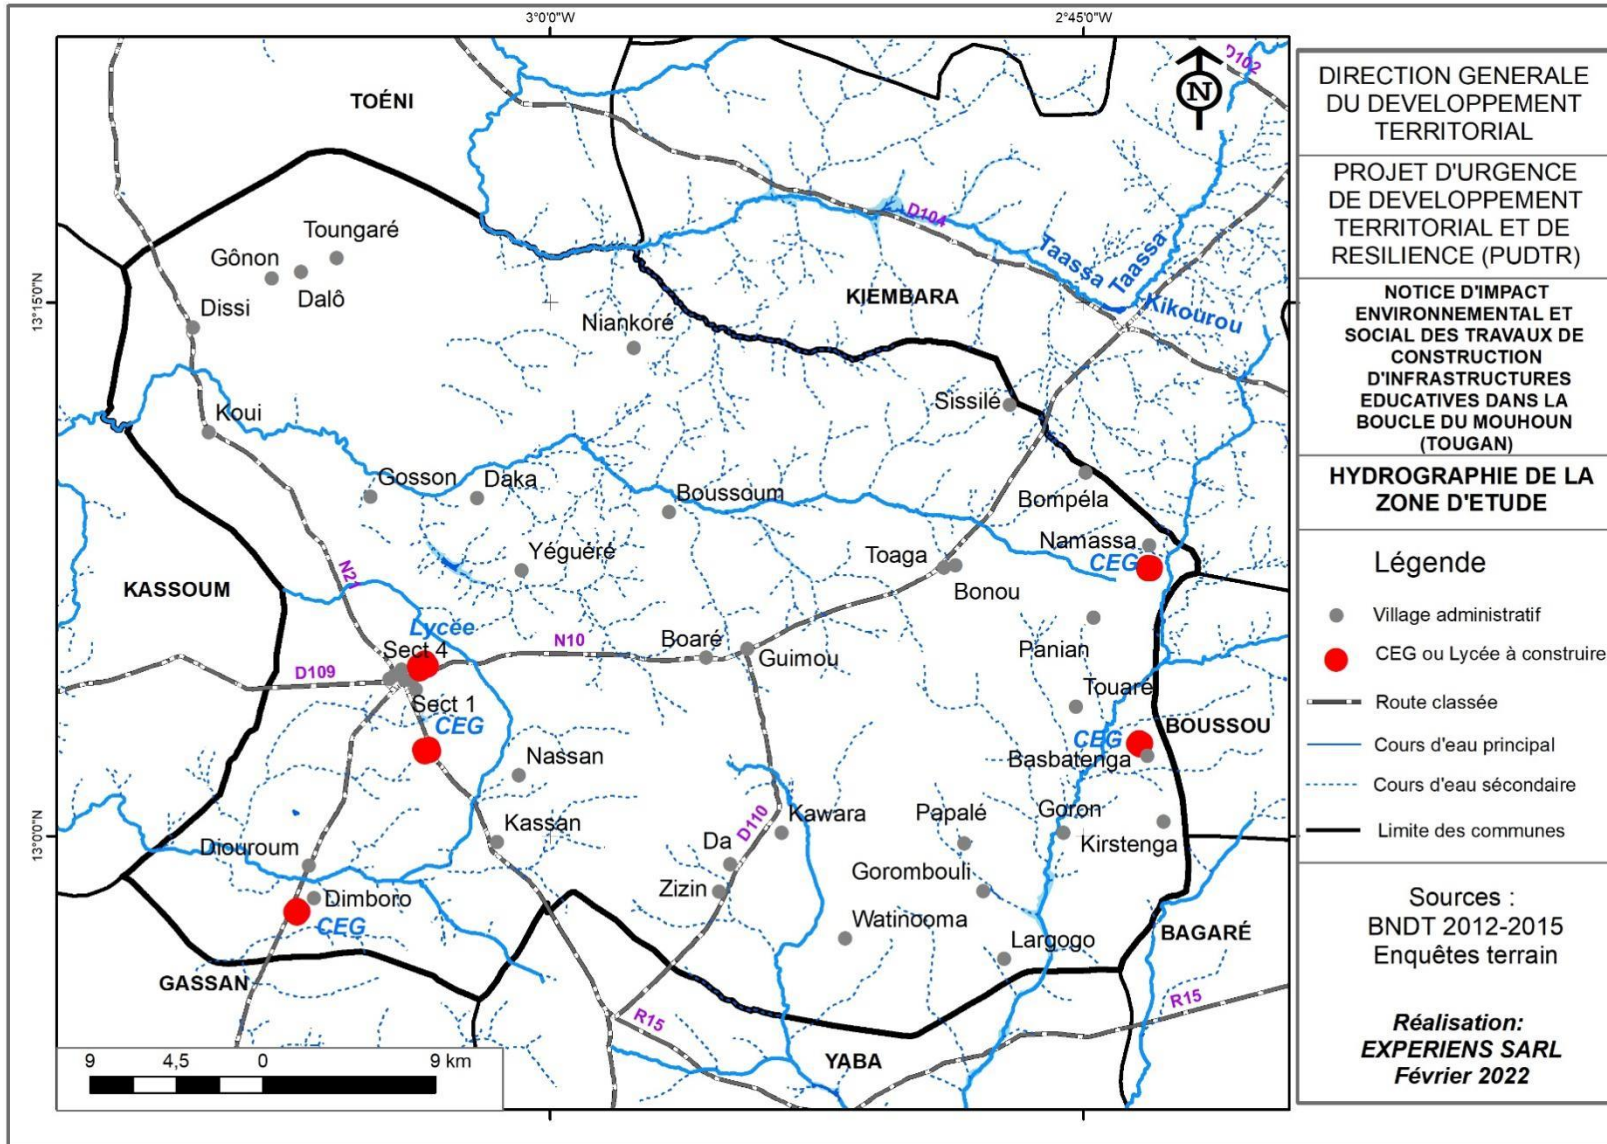 3°0'0"W
2°45'0"W
D102
TOÉNI
N
D104
Toungaré
Gônon
Dalô
Taassa
Taassa
Kikourou
KIEMBARA
13°15'0"N
Dissi
Niankoré
Koui
Sissilé
Gosson
Daka
Boussoum
Bompéla
Yéguéré
Toaga
Namassa
CEG
N21
KASSOUM
Bonou
Lycée
Sect 4
N10
Boaré
Guimou
Panian
D109
Sect 1
Touare
CEG
CEG
BOUSSOU
Nassan
Basbatenga
Kassan
Kawara
Papalé
Goron
Kirstenga
13°0'0"N
Diouroum
Da
D110
Zizin
Gorombouli
Dimboro
CEG
Watinooma
Largogo
BAGARÉ
GASSAN
R15
R15
YABA
9 4,5 0 9 km
DIRECTION GENERALE
DU DEVELOPPEMENT
TERRITORIAL
PROJET D'URGENCE
DE DEVELOPPEMENT
TERRITORIAL ET DE
RESILIENCE (PUDTR)
NOTICE D'IMPACT
ENVIRONNEMENTAL ET
SOCIAL DES TRAVAUX DE
CONSTRUCTION
D'INFRASTRUCTURES
EDUCATIVES DANS LA
BOUCLE DU MOUHOUN
(TOUGAN)
HYDROGRAPHIE DE LA
ZONE D'ETUDE
Légende
Village administratif
CEG ou Lycée à construire
Route classée
Cours d'eau principal
Cours d'eau sécondaire
Limite des communes
Sources :
BNDT 2012-2015
Enquêtes terrain
Réalisation:
EXPERIENS SARL
Février 2022